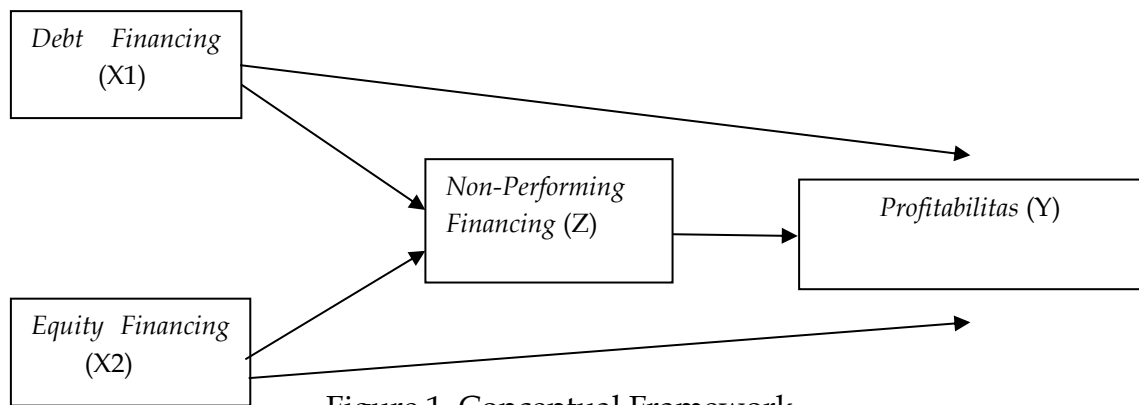 Debt Financing
(X1)
Non-Performing
Financing (Z)
Profitabilitas (Y)
Equity Financing
(X2)
Figure 1. Conceptual Framework